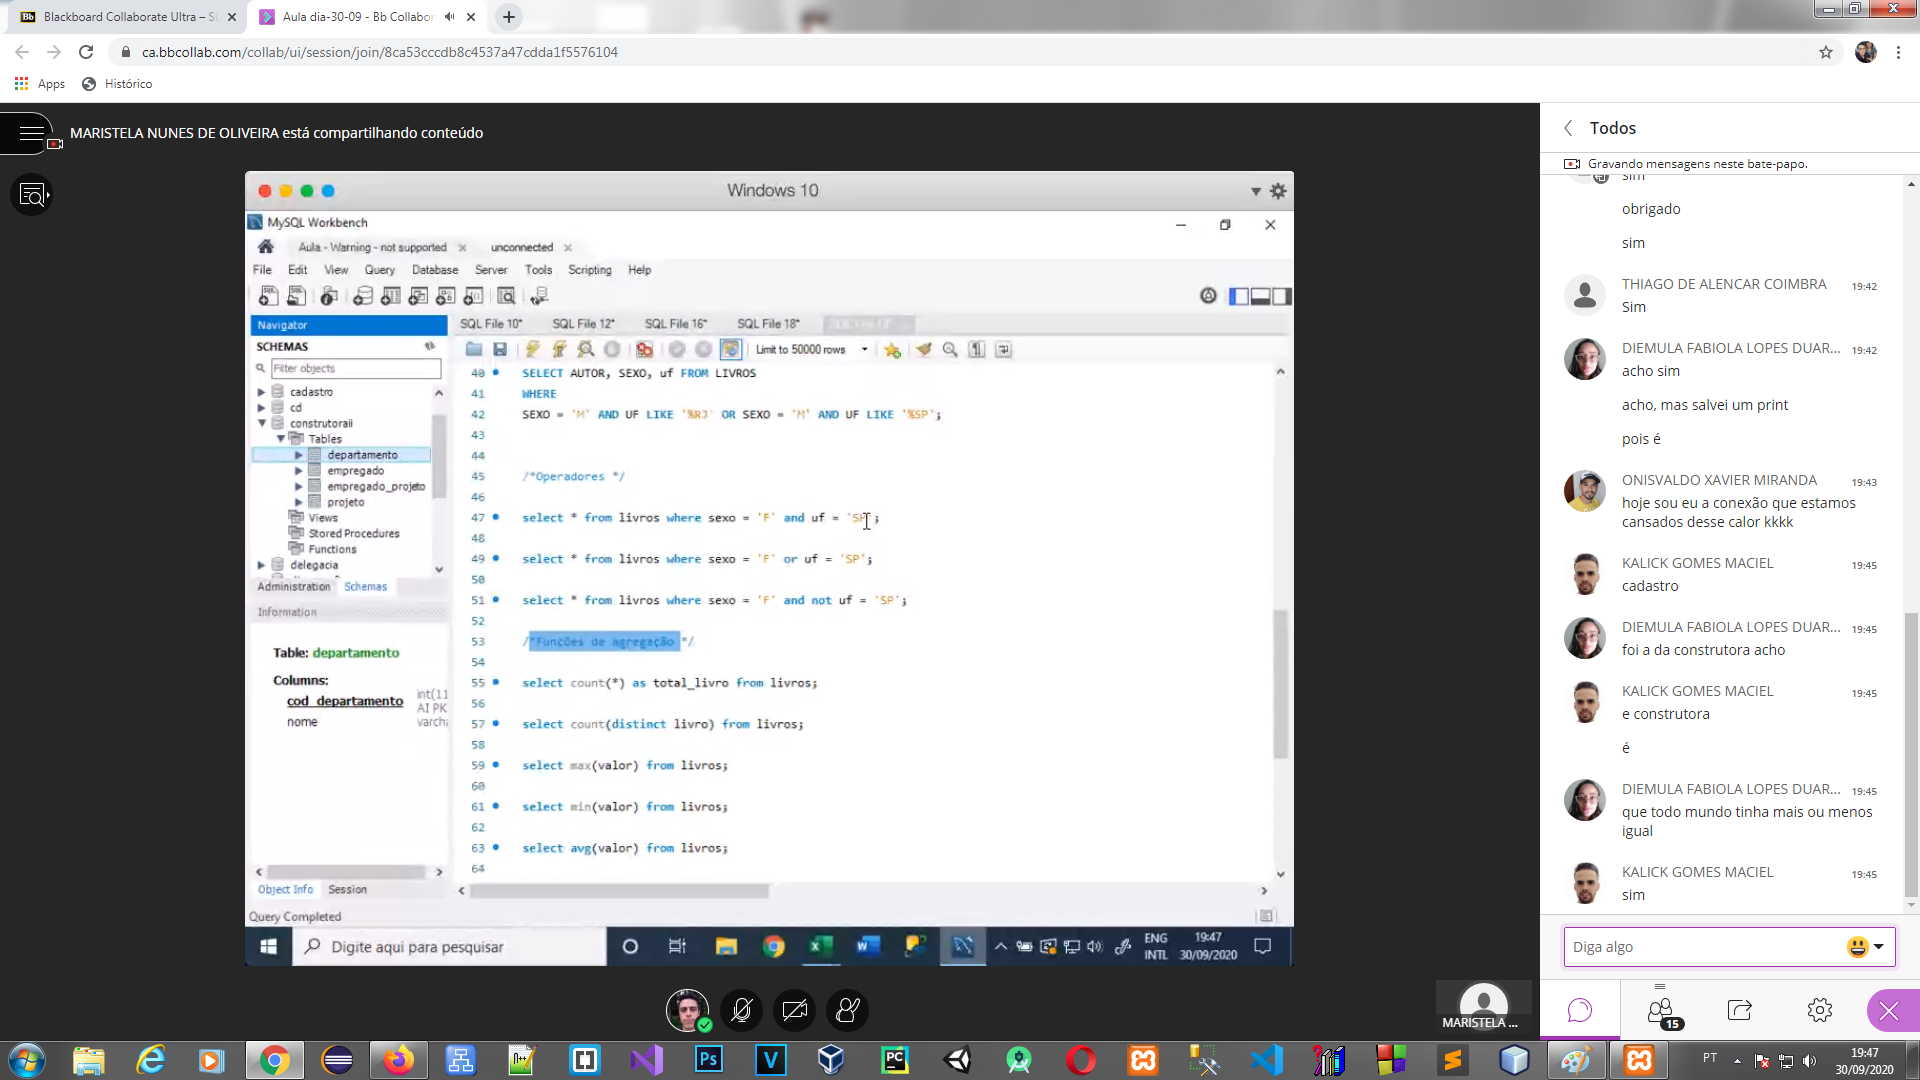 Blackboard Collaborate Ultra – S
Aula dia-30-09 - Bb Collabor
ca.bbcollab.com/collab/ui/session/join/8ca53cccdb8c4537a47cdda1f5576104
Apps
Histórico
MARISTELA NUNES DE OLIVEIRA está compartilhando conteúdo
Windows 10
MySQL Workbench
Aula - Warning - not supported
unconnected
File Edit View Query Database Server Tools Scripting Help
Navigator
SCHEMAS
Filter objects
cadastro
cd
construtoraii
Tables
departamento
empregado
empregado_projeto
projeto
Views
Stored Procedures
Functions
delegacia
Administration Schemas
Information
Table: departamento
Columns:
cod_departamento int(11
AI PK
nome varcha
Object Info Session
Query Completed
SQL File 10* SQL File 12* SQL File 16* SQL File 18*
Limit to 50000 rows
40 SELECT AUTOR, SEXO, uf FROM LIVROS
41 WHERE
42 SEXO = 'M' AND UF LIKE '%RJ' OR SEXO = 'M' AND UF LIKE '%SP';
43
44
45 /*Operadores */
46
47 select * from livros where sexo = 'F' and uf = 'SP';
48
49 select * from livros where sexo = 'F' or uf = 'SP';
50
51 select * from livros where sexo = 'F' and not uf = 'SP';
52
53 /*Funções de agregação */
54
55 select count(*) as total_livro from livros;
56
57 select count(distinct livro) from livros;
58
59 select max(valor) from livros;
60
61 select min(valor) from livros;
62
63 select avg(valor) from livros;
64
Digite aqui para pesquisar
ENG
INTL
19:47
30/09/2020
MARISTELA ...
Todos
Gravando mensagens neste bate-papo.
sim
obrigado
sim
THIAGO DE ALENCAR COIMBRA 19:42
Sim
DIEMULA FABIOLA LOPES DUAR... 19:42
acho sim
acho, mas salvei um print
pois é
ONISVALDO XAVIER MIRANDA 19:43
hoje sou eu a conexão que estamos
cansados desse calor kkkk
KALICK GOMES MACIEL 19:45
cadastro
DIEMULA FABIOLA LOPES DUAR... 19:45
foi a da construtora acho
KALICK GOMES MACIEL 19:45
e construtora
é
DIEMULA FABIOLA LOPES DUAR... 19:45
que todo mundo tinha mais ou menos
igual
KALICK GOMES MACIEL 19:45
sim
Diga algo
15
PT
19:47
30/09/2020